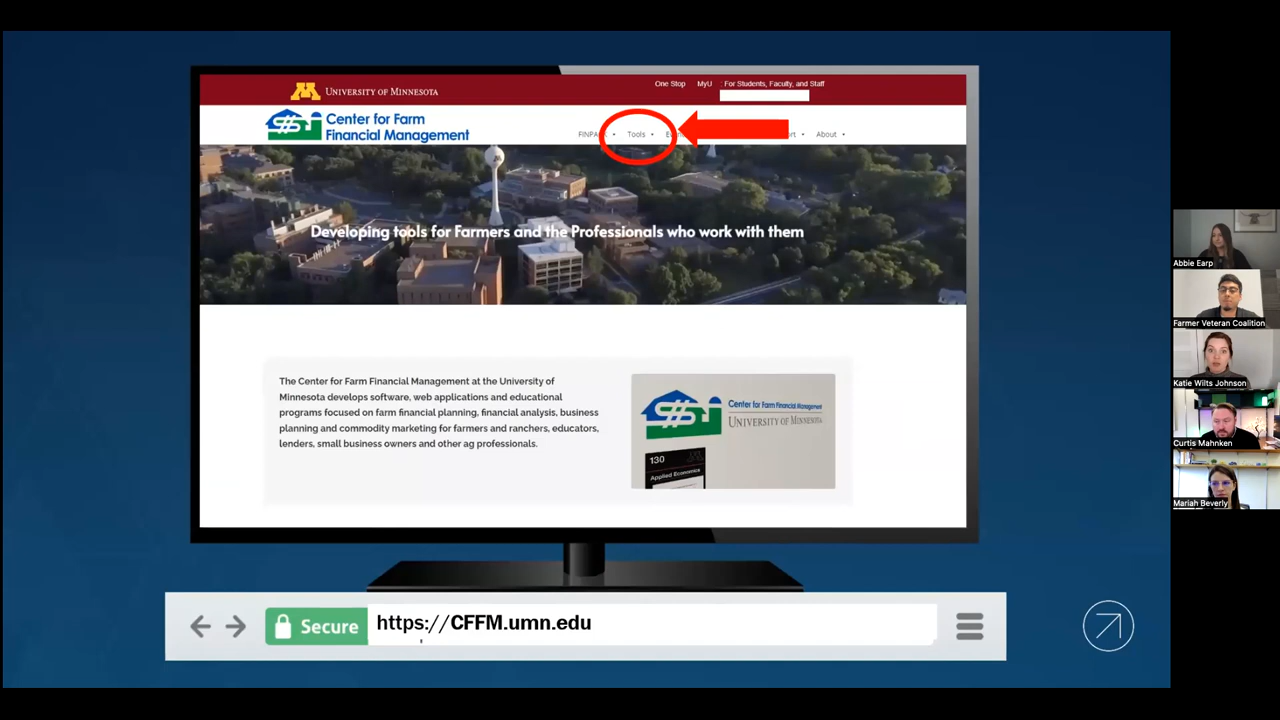 UNIVERSITY OF MINNESOTA
One Stop MyU : For Students, Faculty, and Staff
Center for Farm
Financial Management
FINPA Tools E rt About
Developing tools for Farmers and the Professionals who work with them
The Center for Farm Financial Management at the University of
Minnesota develops software, web applications and educational
programs focused on farm financial planning, financial analysis, business
planning and commodity marketing for farmers and ranchers, educators,
lenders, small business owners and other ag professionals.
Center for Farm Financial Management
UNIVERSITY OF MINNESOTA
130
Applied Economics
Secure https://CFFM.umn.edu
Abbie Earp
Farmer Veteran Coalition
Katie Wilts Johnson
Curtis Mahnken
Mariah Beverly